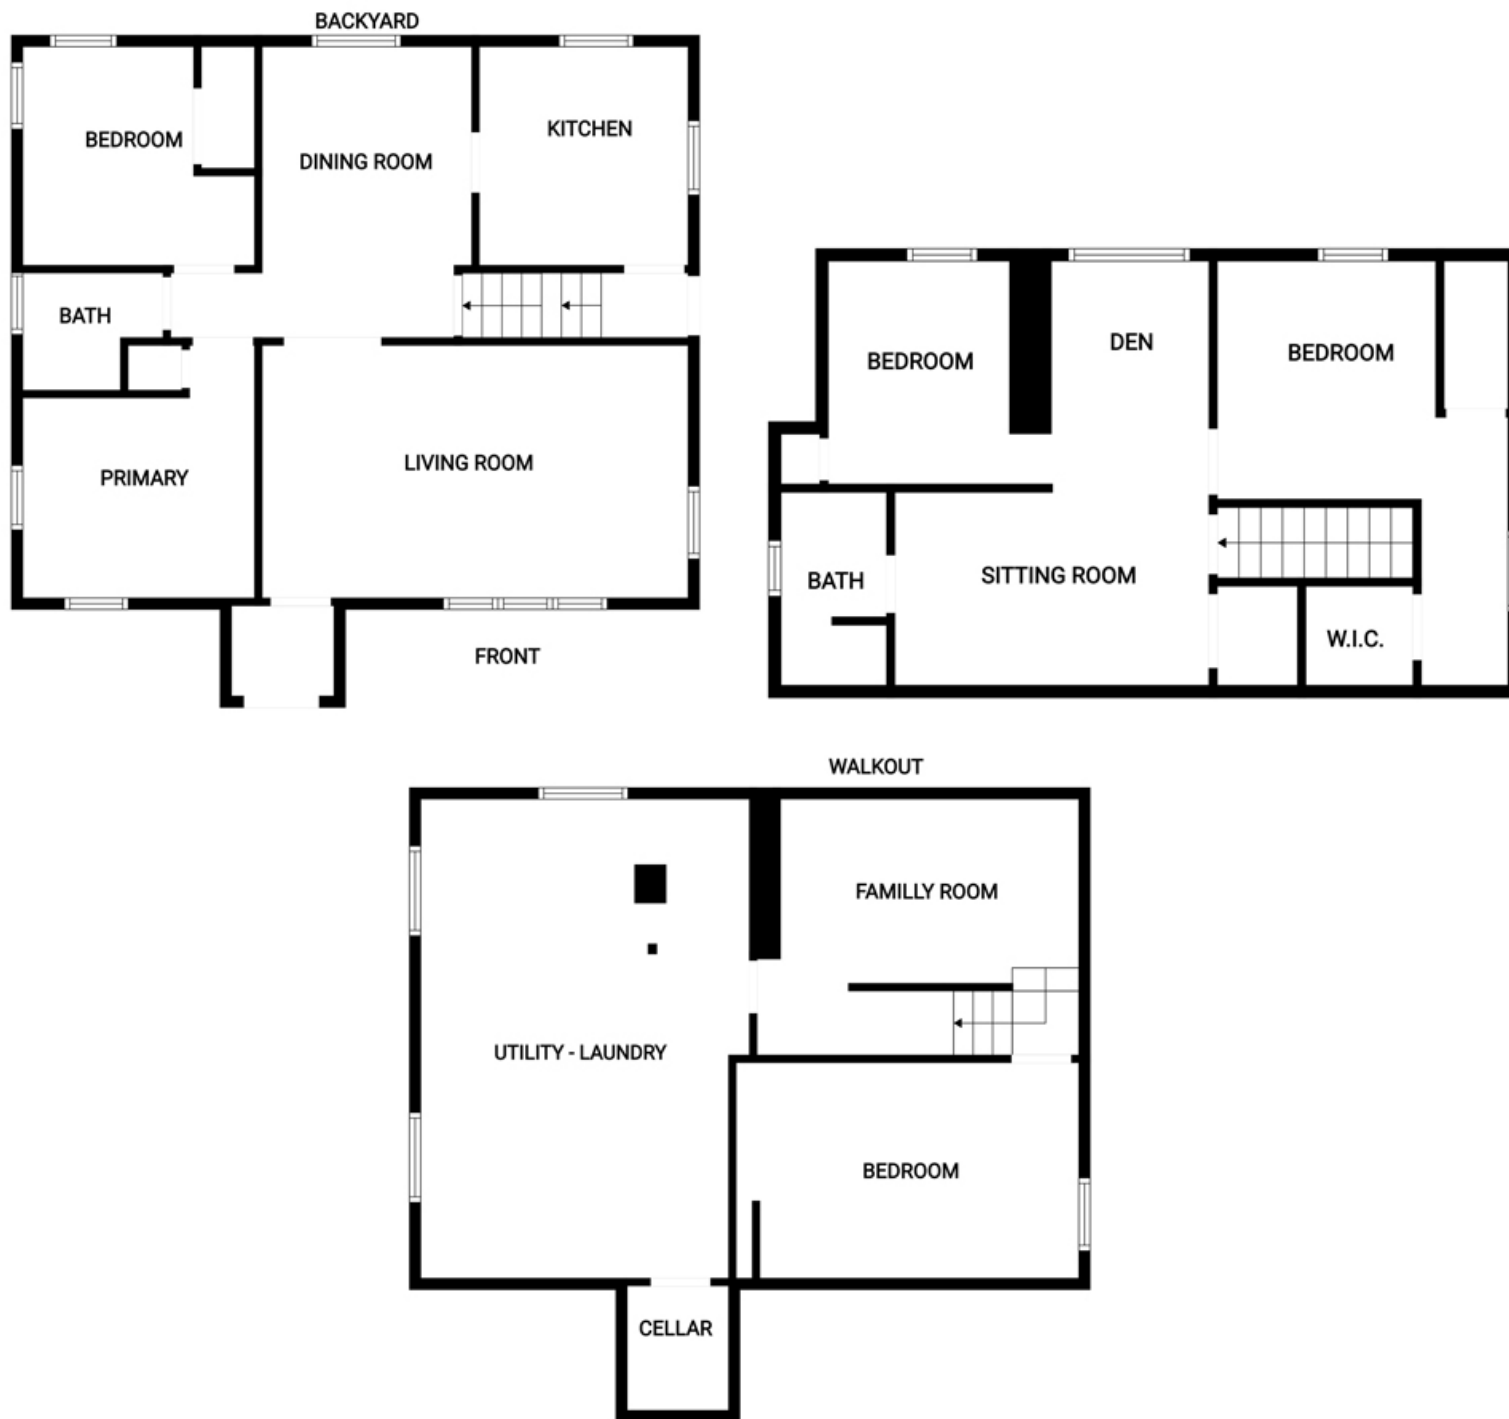 BACKYARD
BEDROOM
DINING ROOM
KITCHEN
BATH
PRIMARY
LIVING ROOM
FRONT
BEDROOM
DEN
BEDROOM
BATH
SITTING ROOM
W.I.C.
WALKOUT
FAMILLY ROOM
UTILITY - LAUNDRY
BEDROOM
CELLAR